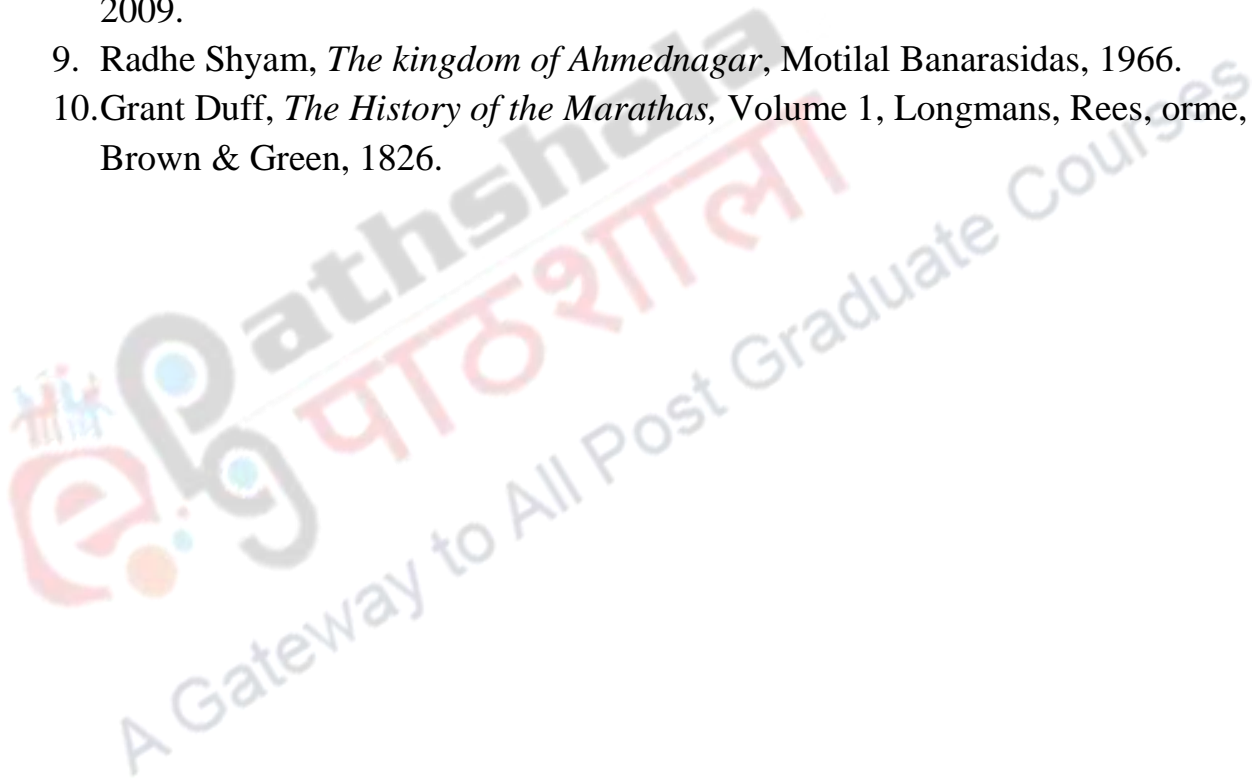 2009.
9. Radhe Shyam, The kingdom of Ahmednagar, Motilal Banarasidas, 1966.
10.Grant Duff, The History of the Marathas, Volume 1, Longmans, Rees, orme,
Brown & Green, 1826.
Pathshala
पाठशाला
A Gateway to All Post Graduate Courses